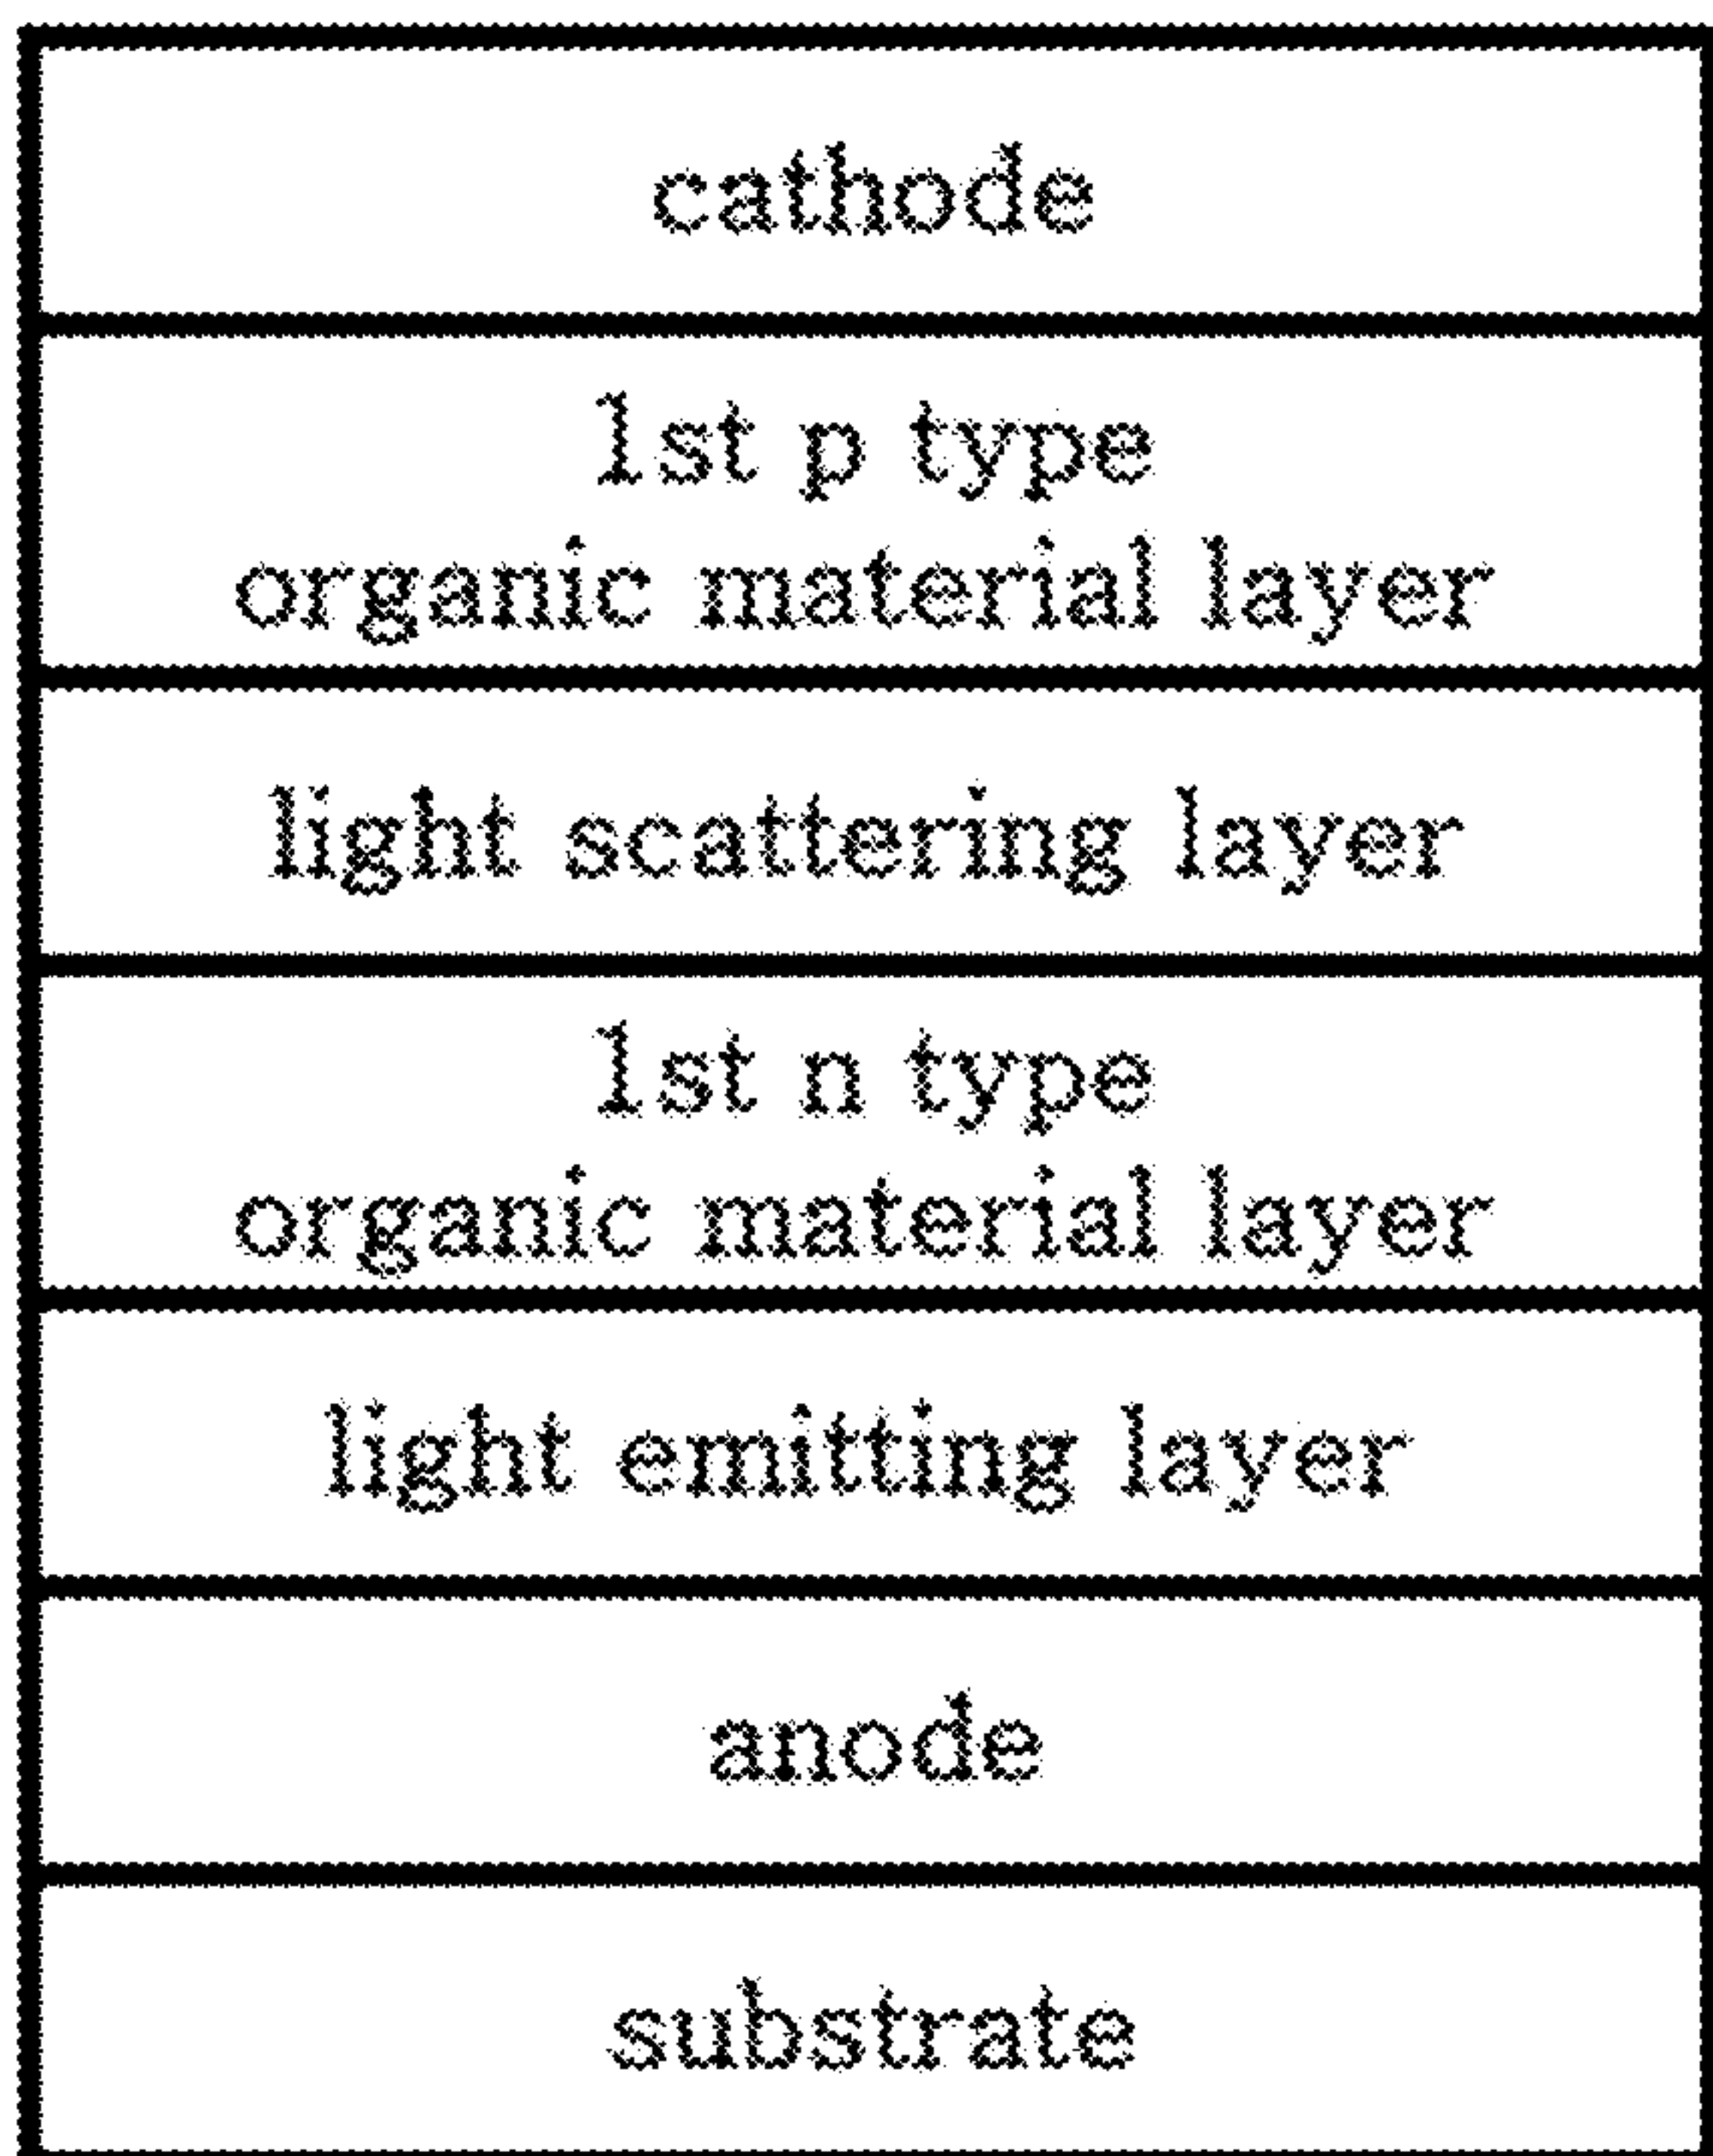 cathode
1st p type
organic material layer
light scattering layer
1st n type
organic material layer
light emitting layer
anode
substrate